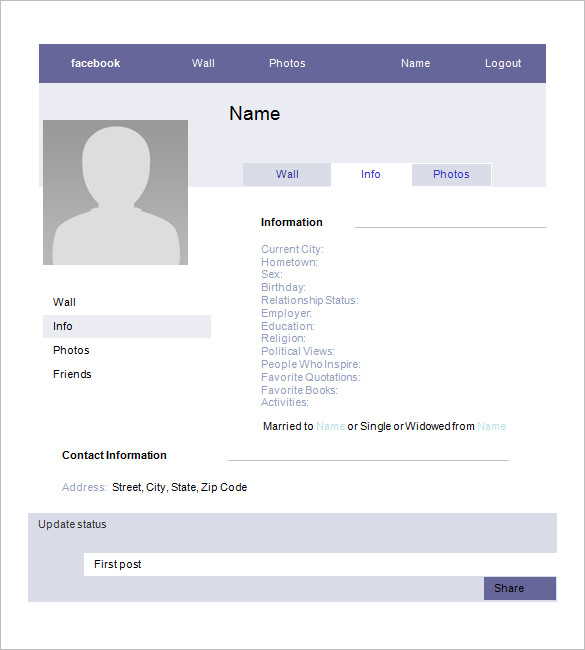 facebook Wall Photos Name Logout
Name
Wall Info Photos
Information
Current City:
Hometown:
Sex:
Birthday:
Relationship Status:
Employer:
Education:
Religion:
Political Views:
People Who Inspire:
Favorite Quotations:
Favorite Books:
Activities:
Married to Name or Single or Widowed from Name
Wall
Info
Photos
Friends
Contact Information
Address: Street, City, State, Zip Code
Update status
First post
Share